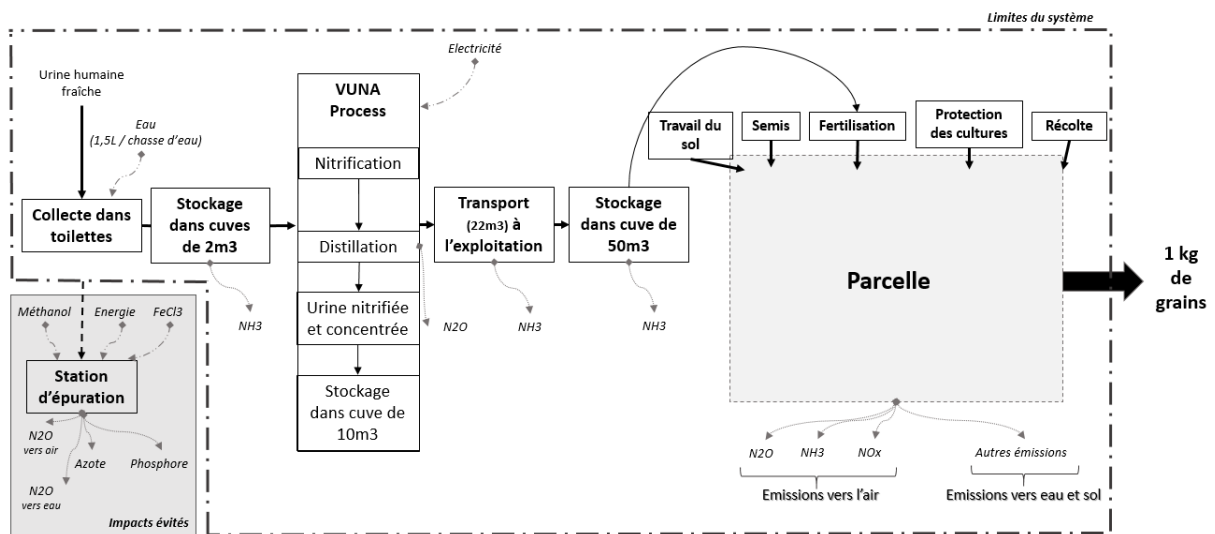 Limites du système
Urine humaine
fraîche
Eau
(1,5L / chasse d’eau)
Collecte dans
toilettes
Stockage
dans cuves
de 2m3
NH3
Electricité
VUNA
Process
Nitrification
Distillation
Urine nitrifiée
et concentrée
Stockage
dans cuve de
10m3
N2O
Transport
(22m3) à
l’exploitation
NH3
Stockage
dans cuve de
50m3
NH3
Travail du
sol
Semis
Fertilisation
Protection
des cultures
Récolte
Parcelle
1 kg
de
grains
N2O
NH3
NOx
Autres émissions
Emissions vers l’air
Emissions vers eau et sol
Méthanol
Energie
FeCl3
Station
d’épuration
N2O
vers air
Azote
Phosphore
N2O
vers eau
Impacts évités